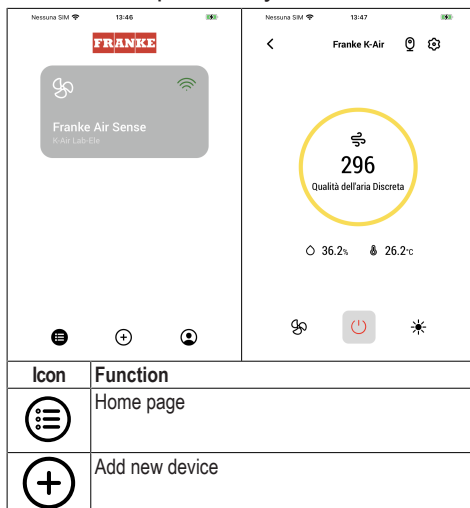 Nessuna SIM 13:46
FRANKE
Franke Air Sense
K-Air Lab-Ele
Nessuna SIM 13:47
Franke K-Air
296
Qualità dell'aria Discreta
36.2% 26.2°C
Icon Function
Home page
Add new device